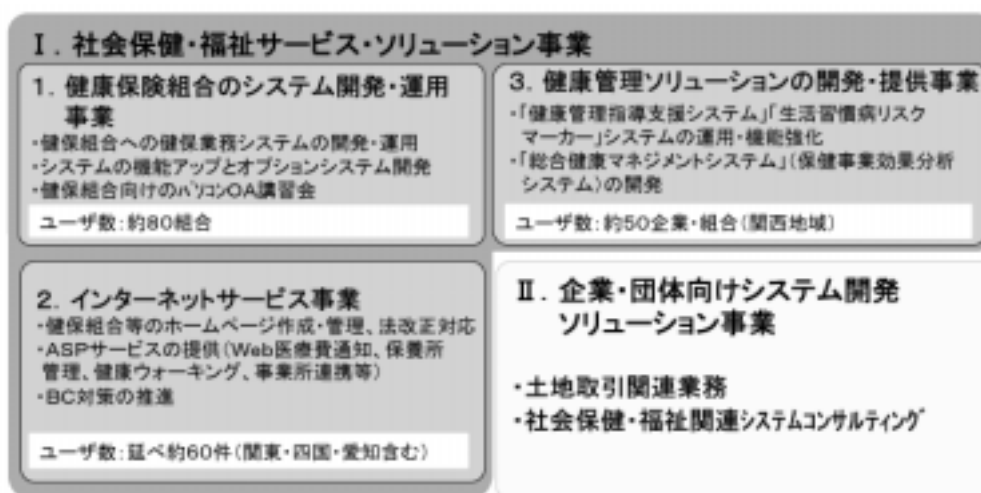 Ⅰ．社会保健・福祉サービス・ソリューション事業
1．健康保険組合のシステム開発・運用
事業
・健保組合への健保業務システムの開発・運用
・システムの機能アップとオプションシステム開発
・健保組合向けのパソコンOA講習会
ユーザ数：約80組合
3．健康管理ソリューションの開発・提供事業
・「健康管理指導支援システム」「生活習慣病リスク
マーカー」システムの運用・機能強化
・「総合健康マネジメントシステム」（保健事業効果分析
システム）の開発
ユーザ数：約50企業・組合（関西地域）
2．インターネットサービス事業
・健保組合等のホームページ作成・管理、法改正対応
・ASPサービスの提供（Web医療費通知、保養所
管理、健康ウォーキング、事業所連携等）
・BC対策の推進
ユーザ数：延べ約60件（関東・四国・愛知含む）
Ⅱ．企業・団体向けシステム開発
ソリューション事業
・土地取引関連業務
・社会保健・福祉関連システムコンサルティング